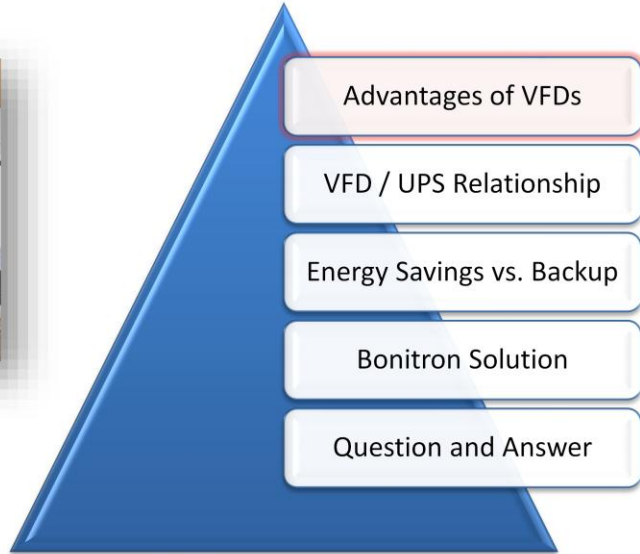 Advantages of VFDs
VFD / UPS Relationship
Energy Savings vs. Backup
Bonitron Solution
Question and Answer